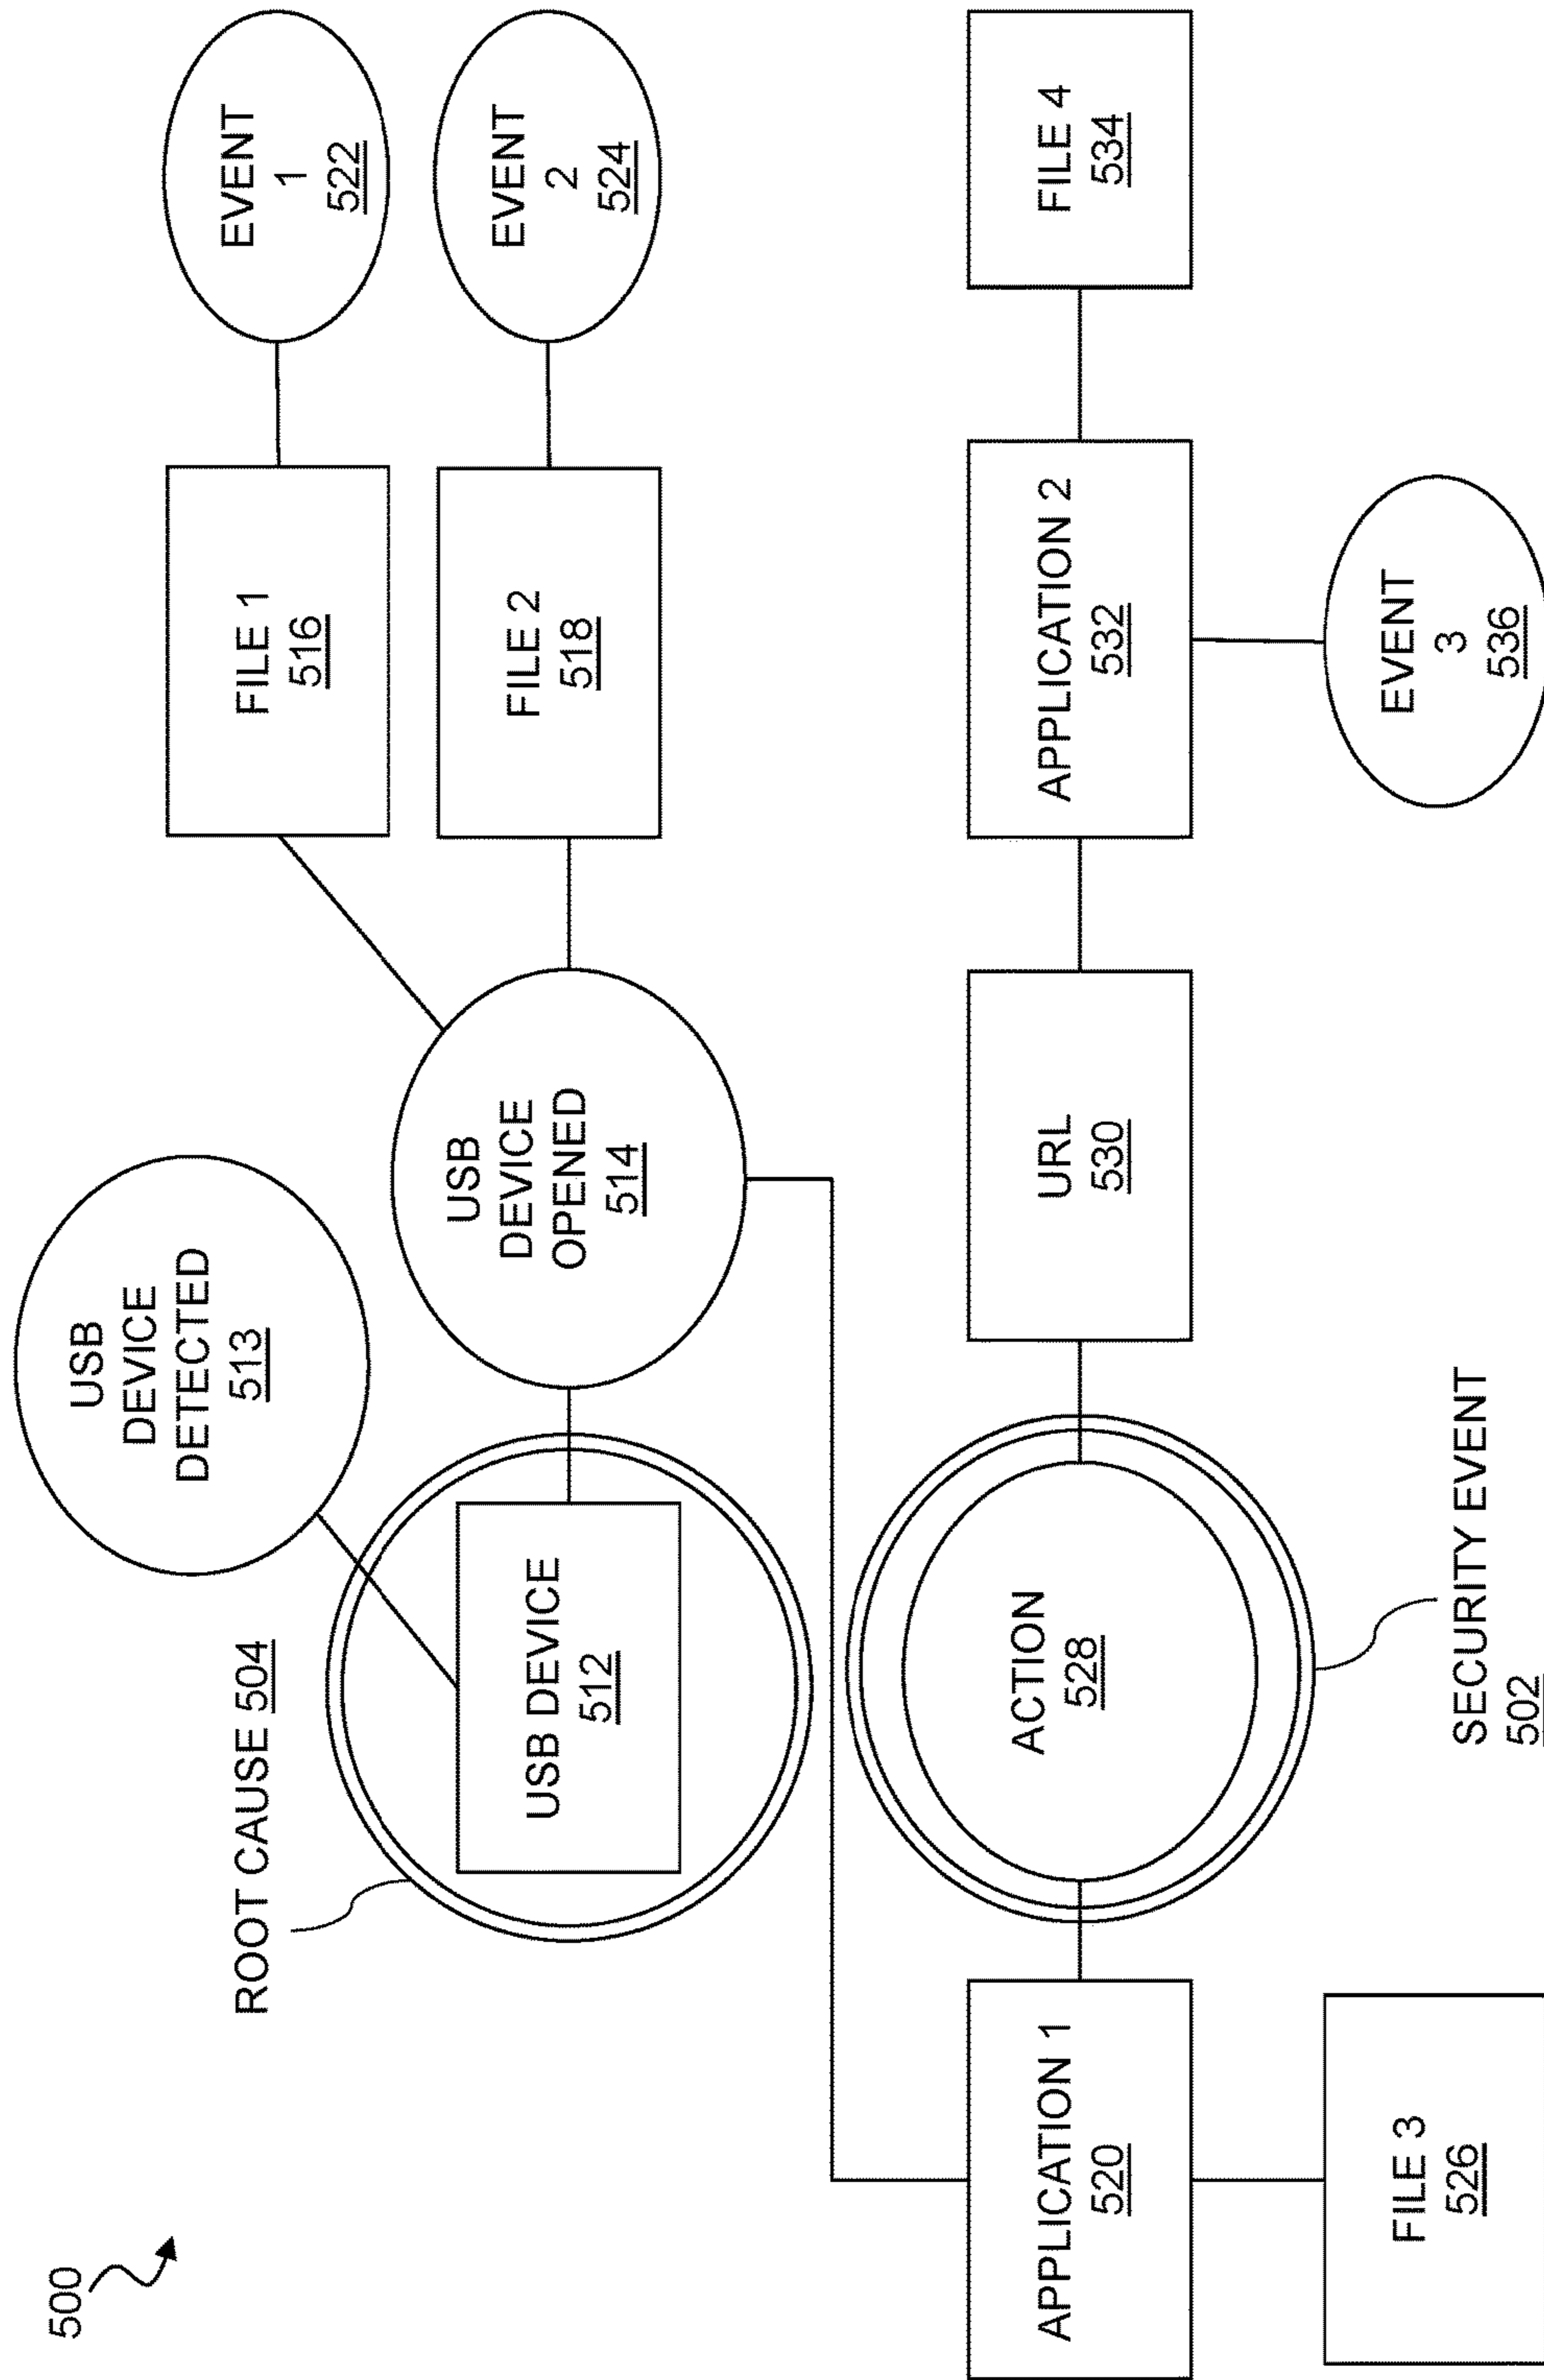 500
ROOT CAUSE 504
USB
DEVICE
DETECTED
513
USB DEVICE
512
USB
DEVICE
OPENED
514
FILE 1
516
EVENT
1
522
FILE 2
518
EVENT
2
524
APPLICATION 1
520
ACTION
528
URL
530
APPLICATION 2
532
FILE 4
534
FILE 3
526
SECURITY EVENT
502
EVENT
3
536